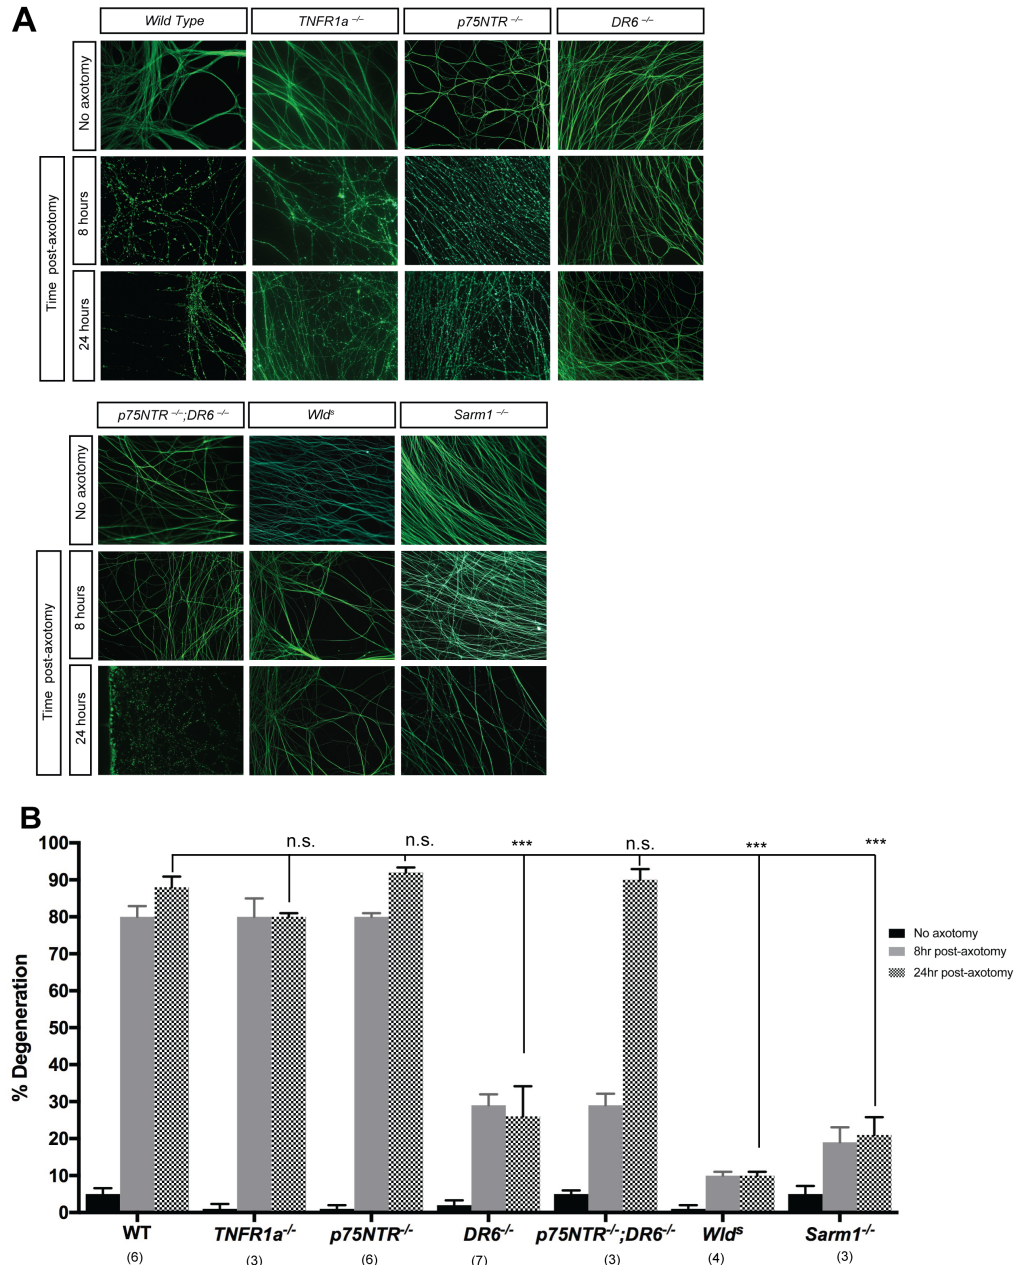 A
Wild Type
TNFR1a –/–
p75NTR –/–
DR6 –/–
No axotomy
Time post-axotomy
8 hours
24 hours
p75NTR –/–;DR6 –/–
Wldˢ
Sarm1 –/–
No axotomy
Time post-axotomy
8 hours
24 hours
B
% Degeneration
100
90
80
70
60
50
40
30
20
10
0
n.s.
n.s.
***
n.s.
***
***
No axotomy
8hr post-axotomy
24hr post-axotomy
WT
TNFR1a-/-
p75NTR-/-
DR6-/-
p75NTR-/-;DR6-/-
Wldˢ
Sarm1-/-
(6)
(3)
(6)
(7)
(3)
(4)
(3)